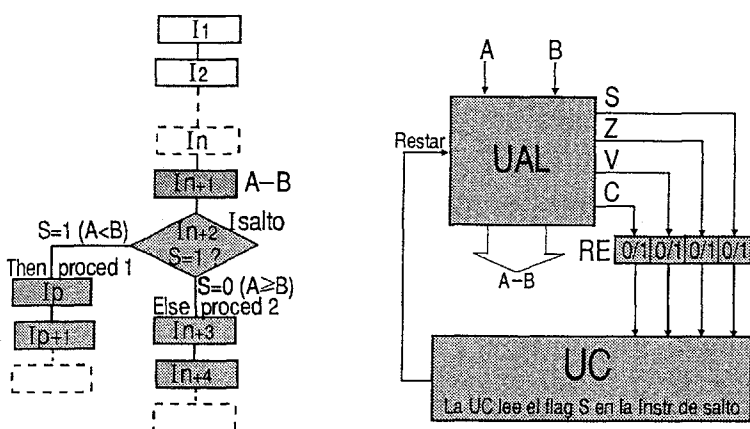 I1
I2
In
In+1 A−B
In+2 I salto
S=1 ?
S=1 (A<B)
Then proced 1
S=0 (A≥B)
Else proced 2
Ip
Ip+1
In+3
In+4
A B
Restar
UAL
S
Z
V
C
RE 0/1 0/1 0/1 0/1
A−B
UC
La UC lee el flag S en la Instr. de salto